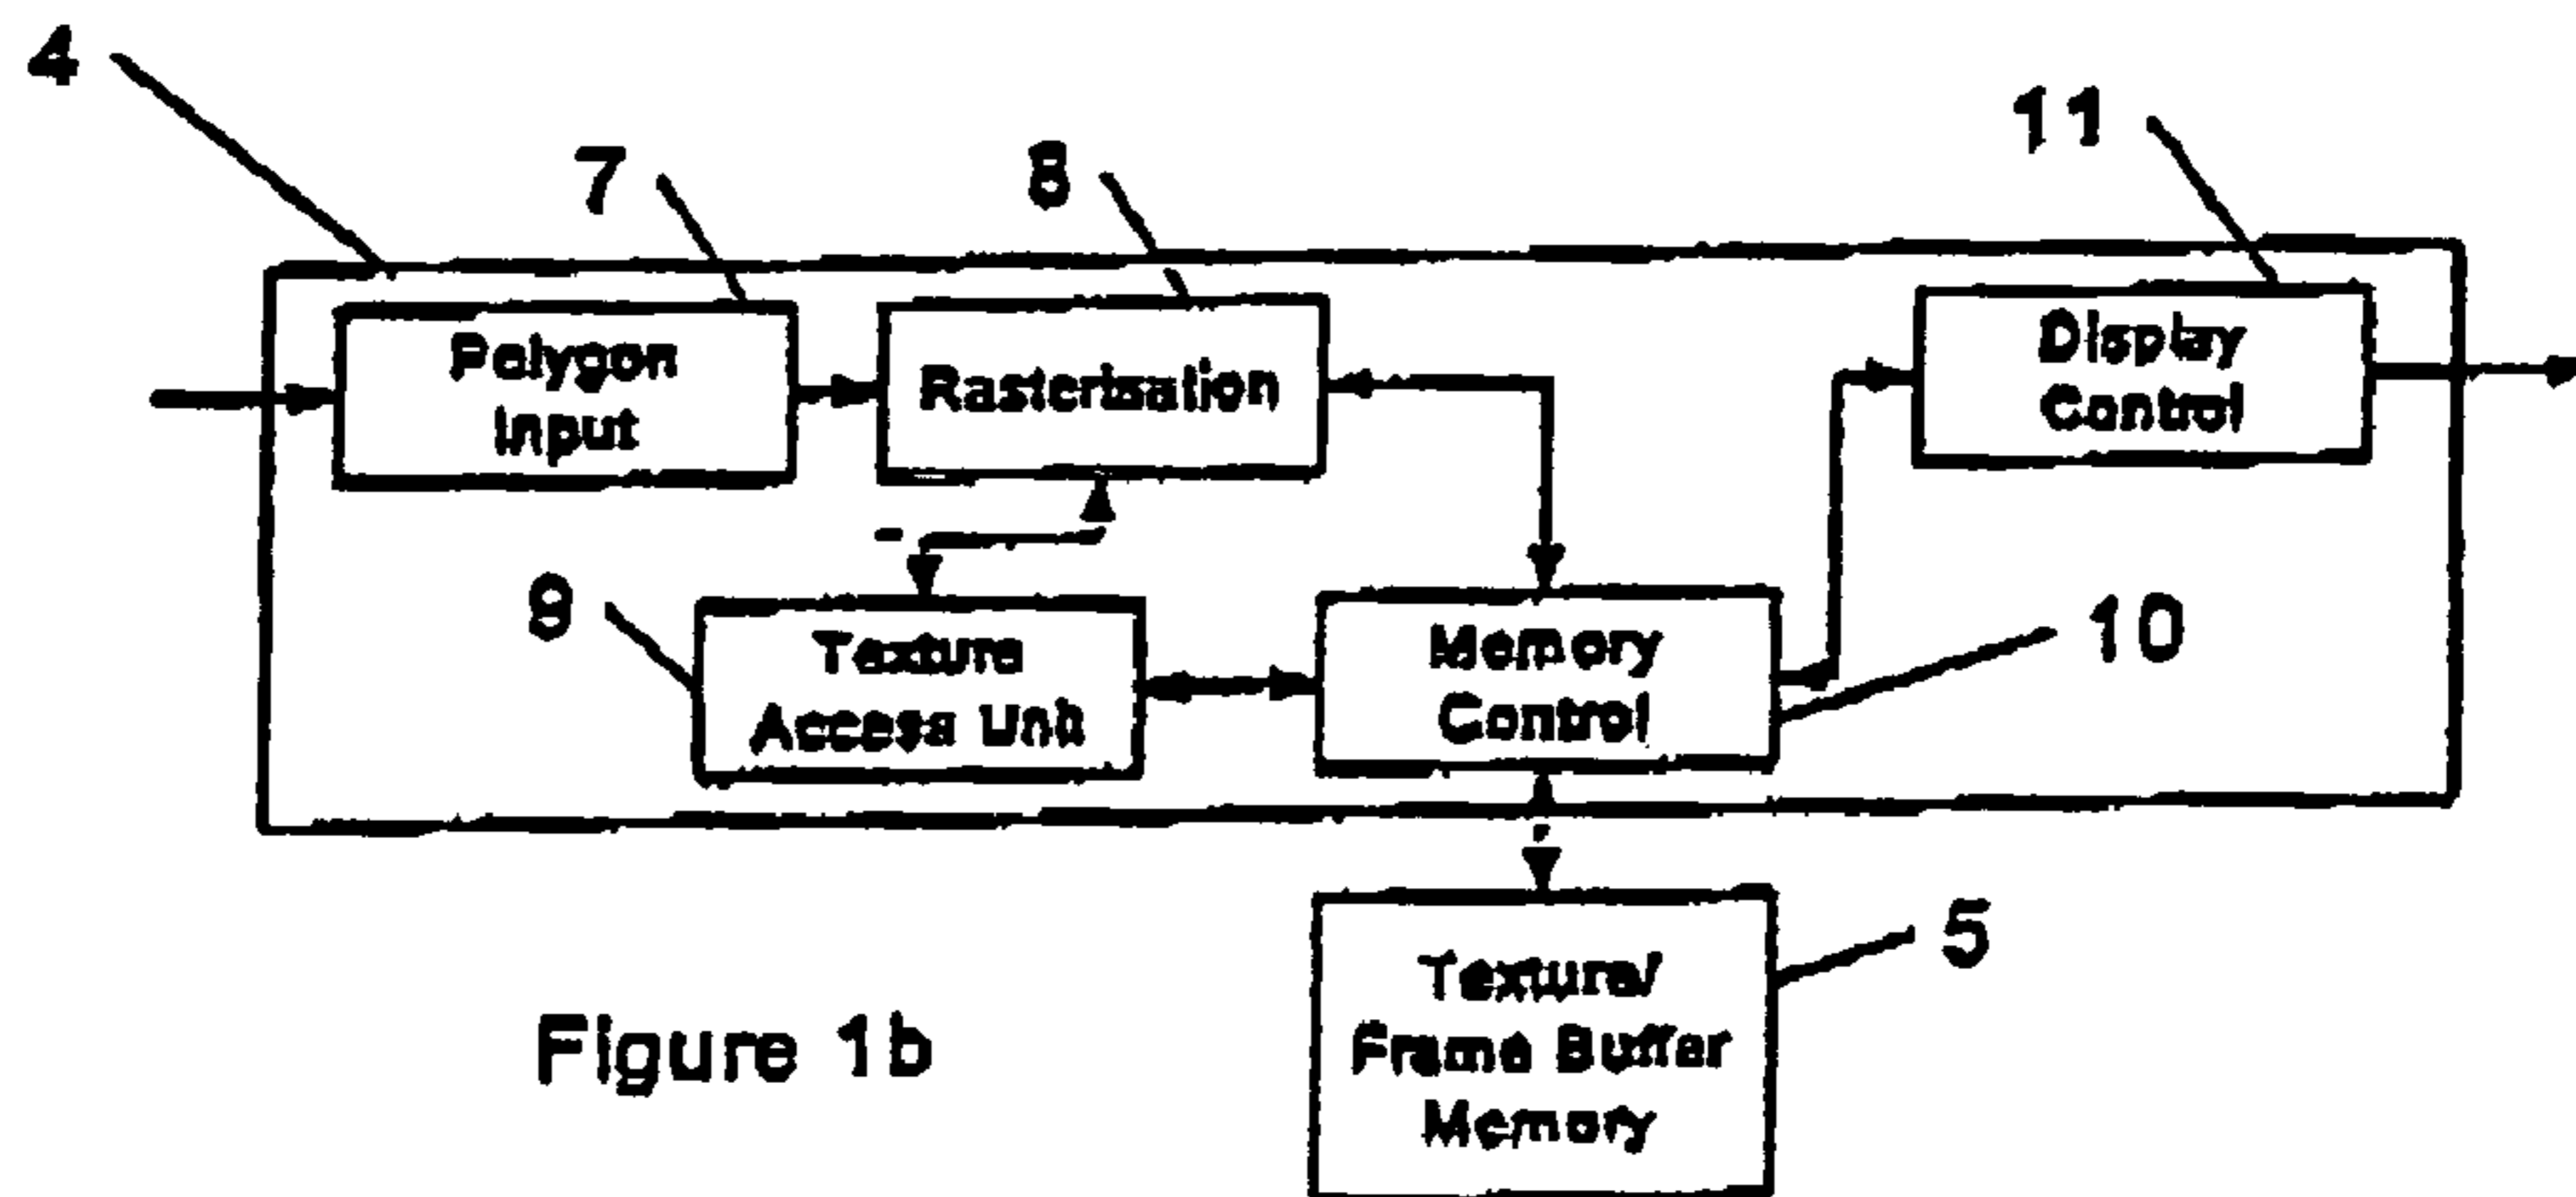 4
7
8
11
Polygon
Input
Rasterisation
Display
Control
9
Texture
Access Unit
Memory
Control
10
5
Texture/
Frame Buffer
Memory
Figure 1b